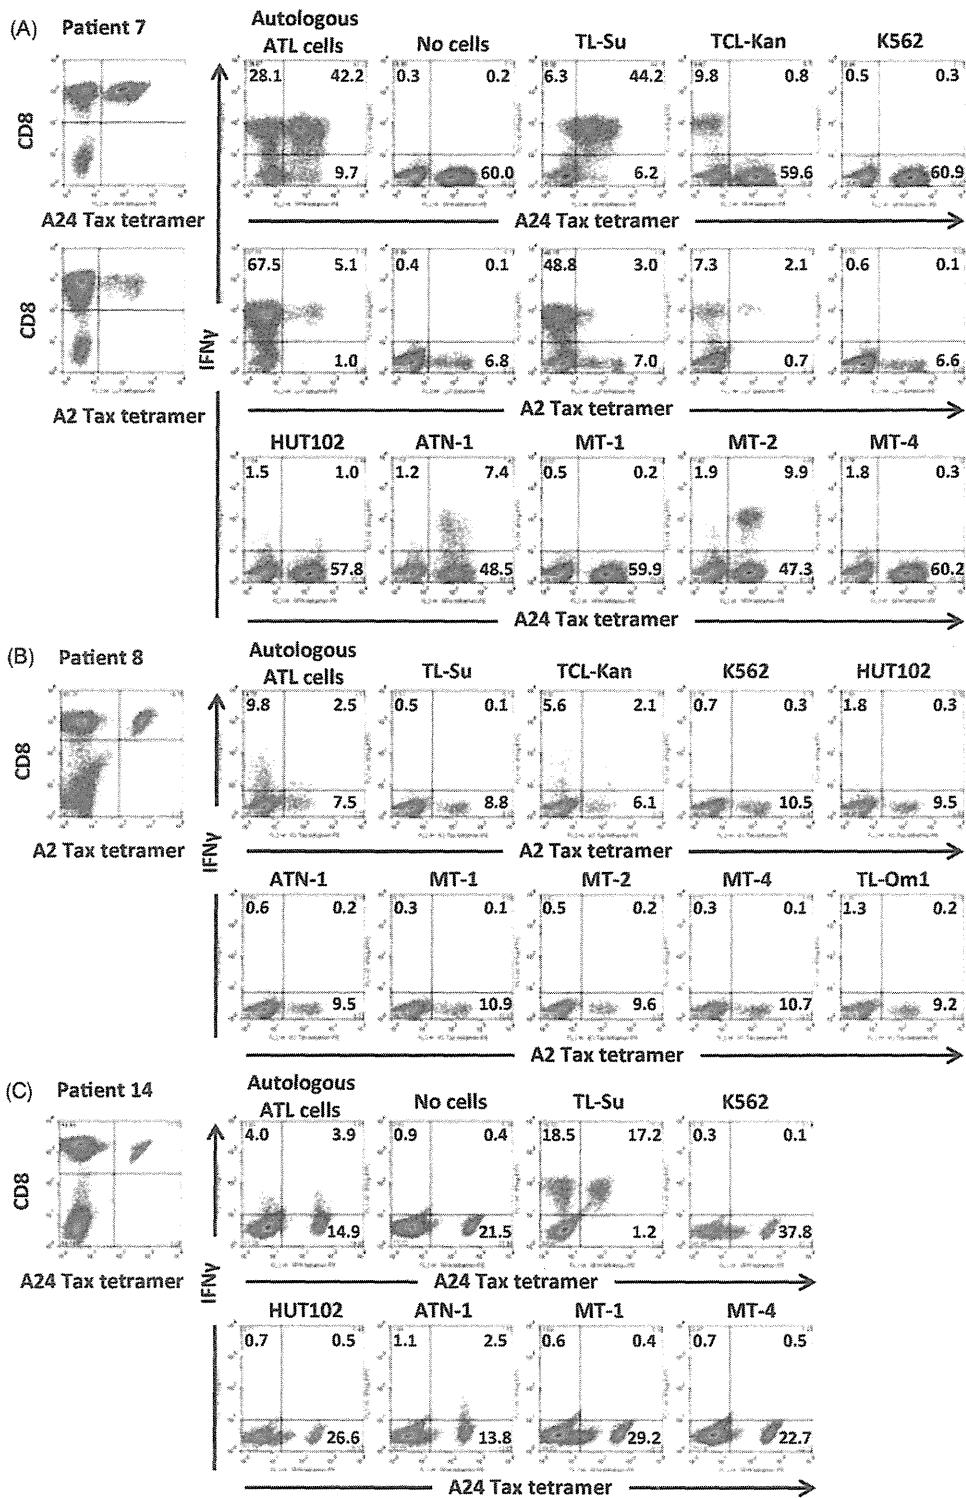 (A) Patient 7
Autologous ATL cells No cells TL-Su TCL-Kan K562
28.1 42.2 0.3 0.2 6.3 44.2 9.8 0.8 0.5 0.3
CD8
9.7 60.0 6.2 59.6 60.9
A24 Tax tetramer A24 Tax tetramer
67.5 5.1 0.4 0.1 48.8 3.0 7.3 2.1 0.6 0.1
CD8
IFNγ
1.0 6.8 7.0 0.7 6.6
A2 Tax tetramer A2 Tax tetramer
HUT102 ATN-1 MT-1 MT-2 MT-4
1.5 1.0 1.2 7.4 0.5 0.2 1.9 9.9 1.8 0.3
57.8 48.5 59.9 47.3 60.2
A24 Tax tetramer
(B) Patient 8
Autologous ATL cells TL-Su TCL-Kan K562 HUT102
9.8 2.5 0.5 0.1 5.6 2.1 0.7 0.3 1.8 0.3
CD8
7.5 8.8 6.1 10.5 9.5
A2 Tax tetramer A2 Tax tetramer
IFNγ
ATN-1 MT-1 MT-2 MT-4 TL-Om1
0.6 0.2 0.3 0.1 0.5 0.2 0.3 0.1 1.3 0.2
9.5 10.9 9.6 10.7 9.2
A2 Tax tetramer
(C) Patient 14
Autologous ATL cells No cells TL-Su K562
4.0 3.9 0.9 0.4 18.5 17.2 0.3 0.1
CD8
14.9 21.5 1.2 37.8
A24 Tax tetramer A24 Tax tetramer
IFNγ
HUT102 ATN-1 MT-1 MT-4
0.7 0.5 1.1 2.5 0.6 0.4 0.7 0.5
26.6 13.8 29.2 22.7
A24 Tax tetramer